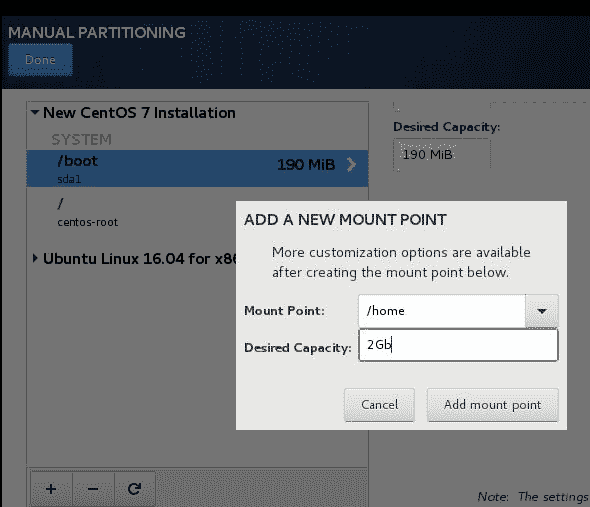 MANUAL PARTITIONING
Done
New CentOS 7 Installation
SYSTEM
/boot
190 MiB
sda1
/
centos-root
Ubuntu Linux 16.04 for x86
Desired Capacity:
190 MiB
ADD A NEW MOUNT POINT
More customization options are available
after creating the mount point below.
Mount Point:
/home
Desired Capacity:
2Gb
Cancel
Add mount point
+ −
Note: The settings